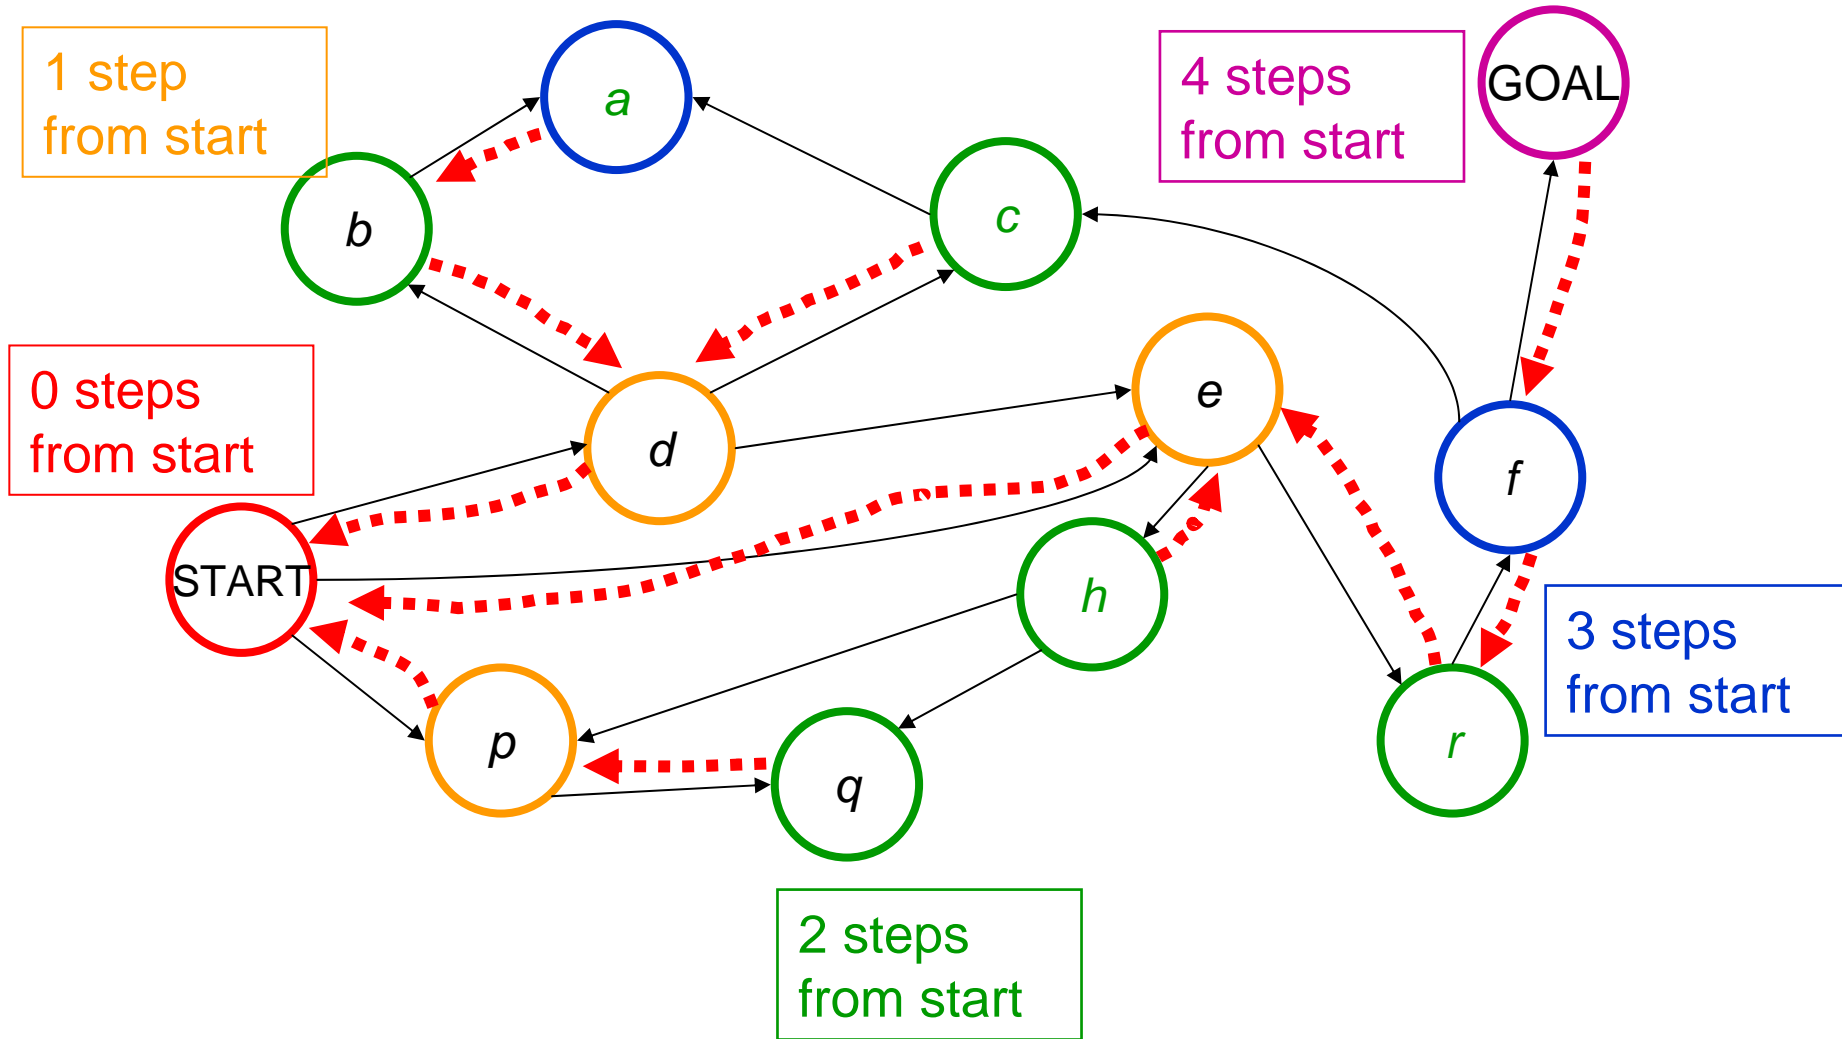 1 step
from start
a
4 steps
from start
GOAL
b
c
0 steps
from start
d
e
f
START
h
3 steps
from start
p
q
r
2 steps
from start